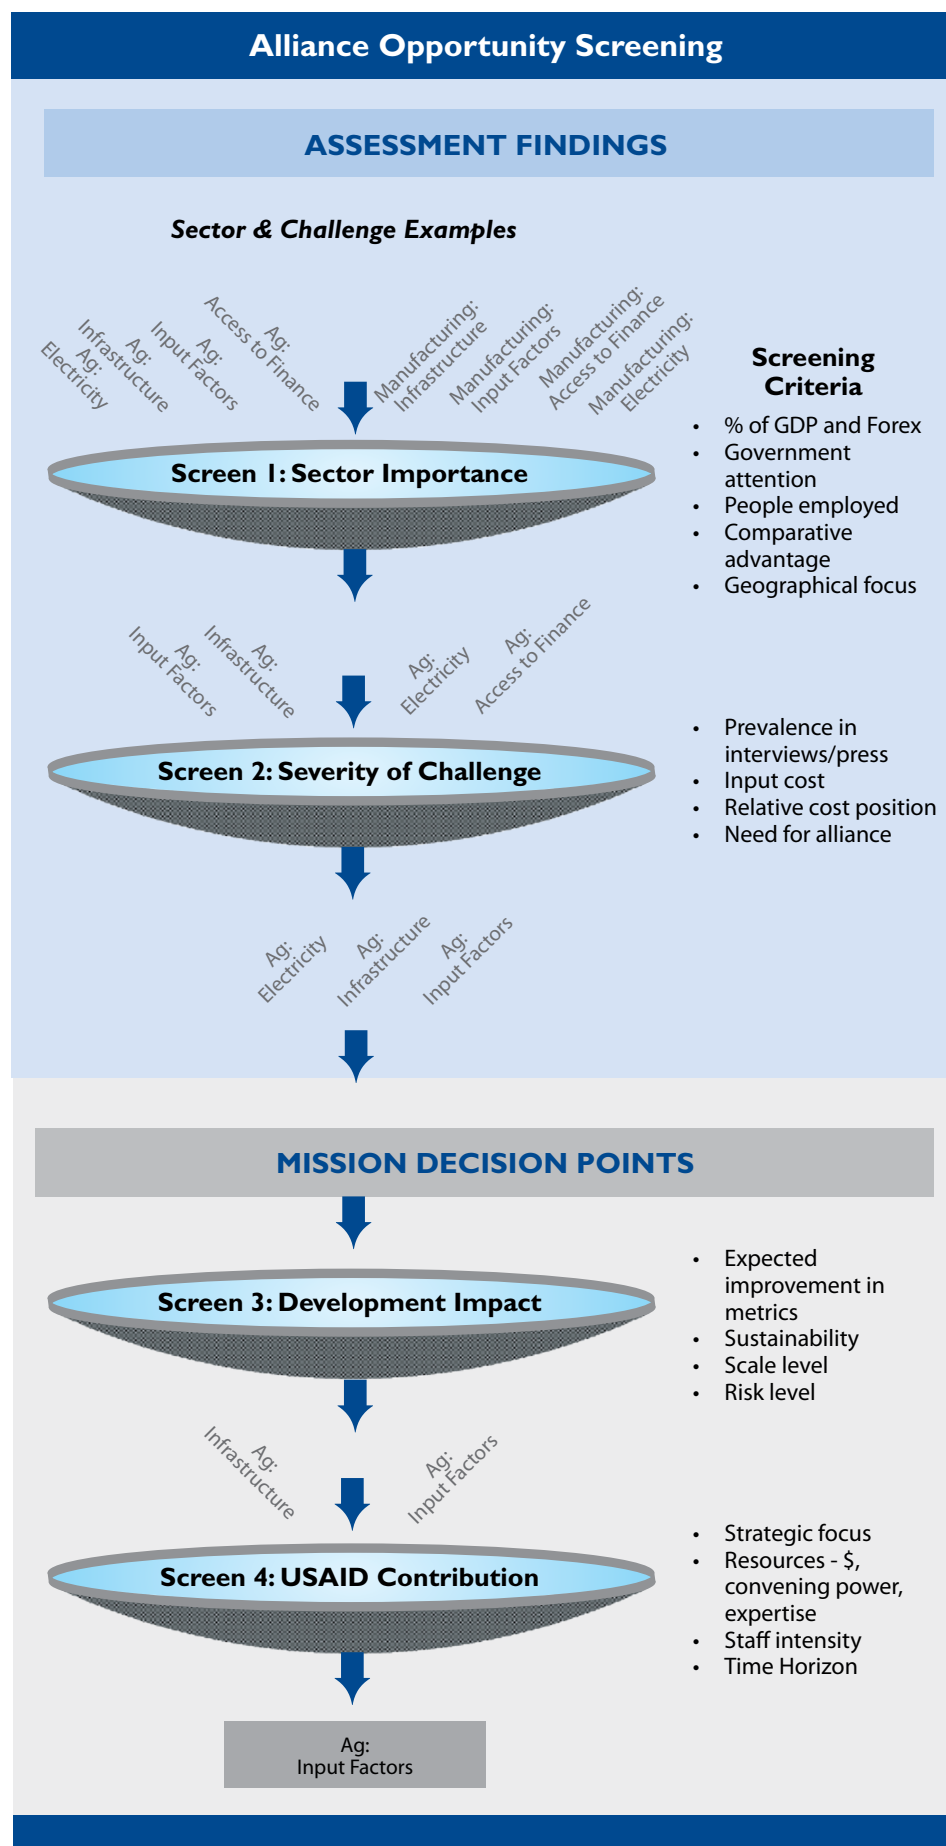 Alliance Opportunity Screening
ASSESSMENT FINDINGS
Sector & Challenge Examples
Ag:
Electricity
Ag:
Infrastructure
Ag:
Input Factors
Ag:
Access to Finance
Manufacturing:
Infrastructure
Manufacturing:
Input Factors
Manufacturing:
Access to Finance
Manufacturing:
Electricity
Screening
Criteria
• % of GDP and Forex
• Government
attention
• People employed
• Comparative
advantage
• Geographical focus
Screen 1: Sector Importance
Ag:
Input Factors
Ag:
Infrastructure
Ag:
Electricity
Ag:
Access to Finance
Screen 2: Severity of Challenge
• Prevalence in
interviews/press
• Input cost
• Relative cost position
• Need for alliance
Ag:
Electricity
Ag:
Infrastructure
Ag:
Input Factors
MISSION DECISION POINTS
Screen 3: Development Impact
• Expected
improvement in
metrics
• Sustainability
• Scale level
• Risk level
Ag:
Infrastructure
Ag:
Input Factors
Screen 4: USAID Contribution
• Strategic focus
• Resources - $,
convening power,
expertise
• Staff intensity
• Time Horizon
Ag:
Input Factors